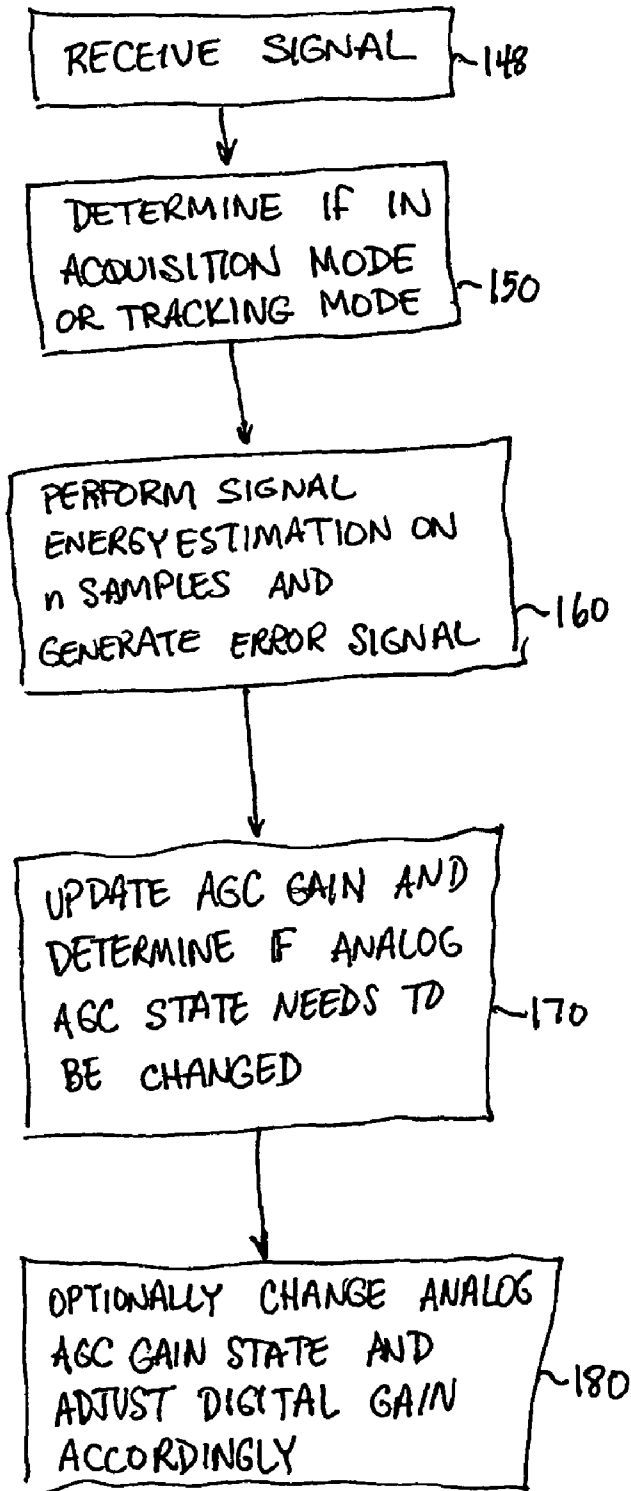 RECEIVE SIGNAL
148
DETERMINE IF IN
ACQUISITION MODE
OR TRACKING MODE
150
PERFORM SIGNAL
ENERGY ESTIMATION ON
n SAMPLES AND
GENERATE ERROR SIGNAL
160
UPDATE AGC GAIN AND
DETERMINE IF ANALOG
AGC STATE NEEDS TO
BE CHANGED
170
OPTIONALLY CHANGE ANALOG
AGC GAIN STATE AND
ADJUST DIGITAL GAIN
ACCORDINGLY
180